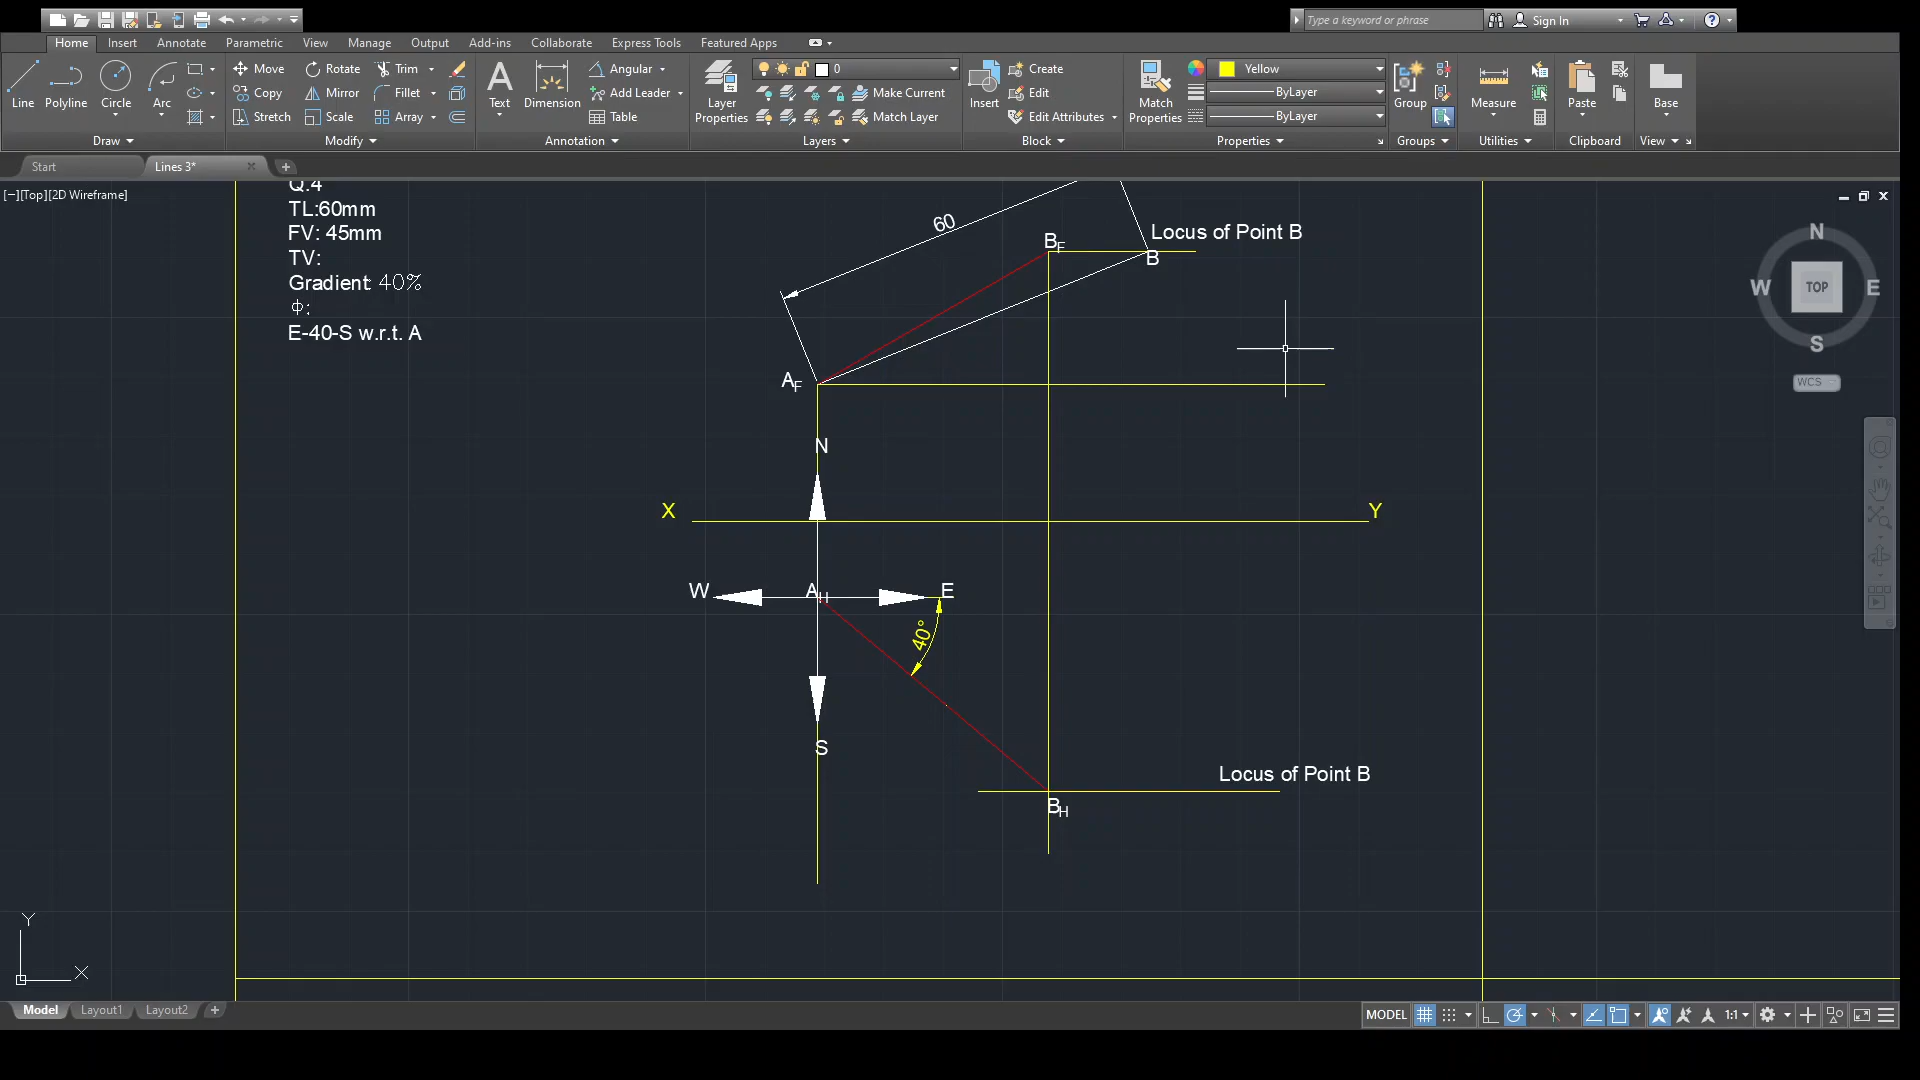 Type a keyword or phrase
Sign In
Home Insert Annotate Parametric View Manage Output Add-ins Collaborate Express Tools Featured Apps
Line
Polyline
Circle
Arc
Draw
Move
Rotate
Trim
Copy
Mirror
Fillet
Stretch
Scale
Array
Modify
Text
Dimension
Angular
Add Leader
Table
Annotation
Layer Properties
0
Make Current
Match Layer
Layers
Insert
Create
Edit
Edit Attributes
Block
Match Properties
Yellow
ByLayer
ByLayer
Properties
Group
Groups
Measure
Utilities
Paste
Clipboard
Base
View
Start
Lines 3*
[−][Top][2D Wireframe]
Q.4
TL:60mm
FV: 45mm
TV:
Gradient: 40%
ф:
E-40-S w.r.t. A
60
BF
Locus of Point B
B
AF
N
X
Y
W
AH
E
40°
S
Locus of Point B
BH
N
W
TOP
E
S
WCS
Y
X
Model
Layout1
Layout2
MODEL
1:1